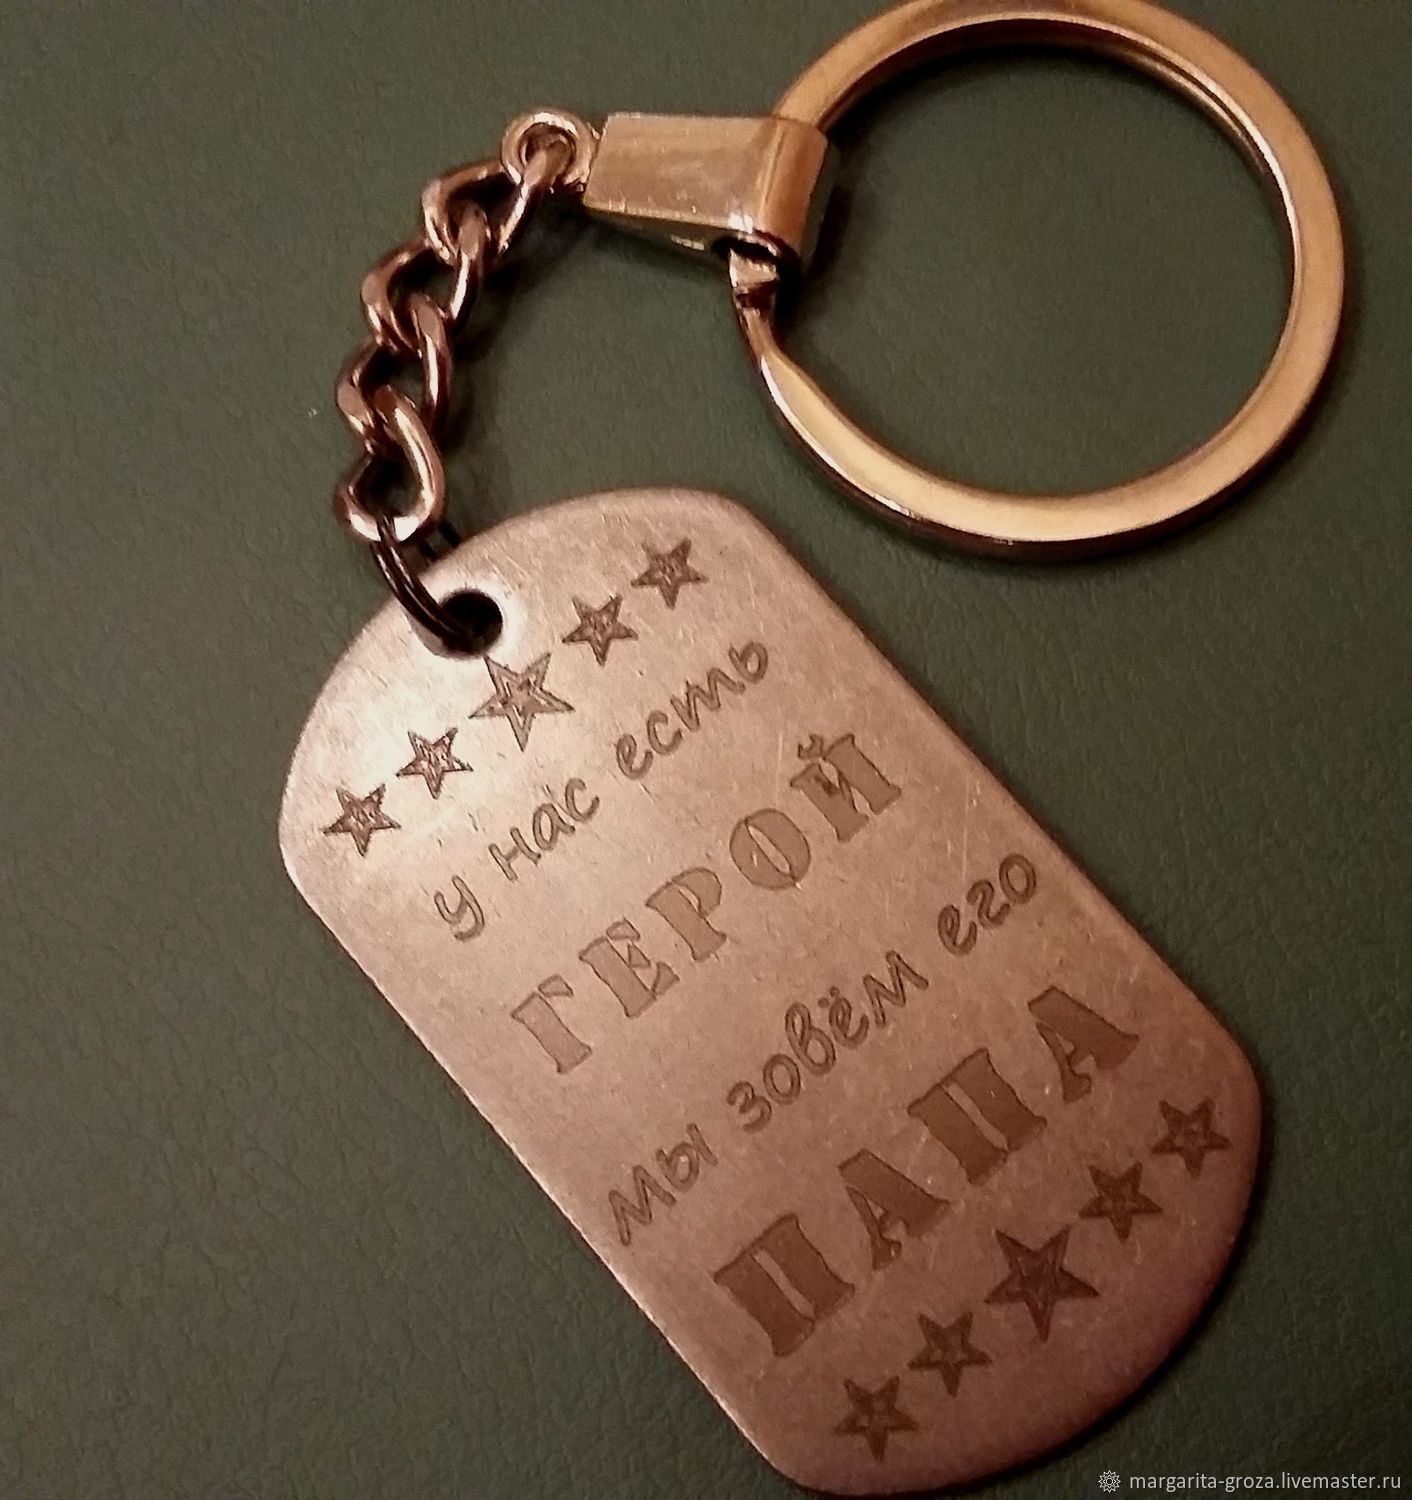 у нас есть
ГЕРОЙ
мы зовём его
ПАПА
margarita-groza.livemaster.ru